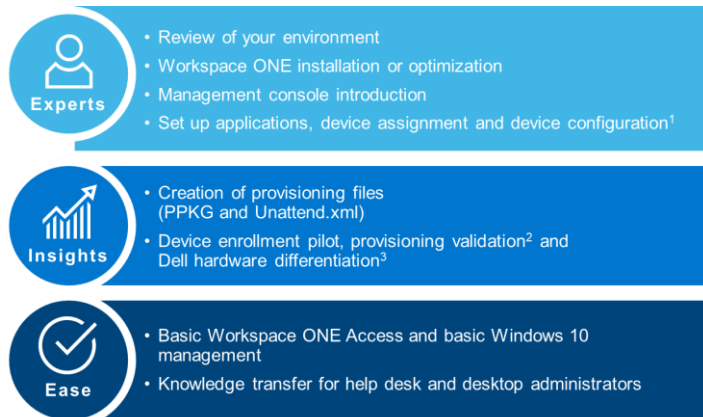 Experts
• Review of your environment
• Workspace ONE installation or optimization
• Management console introduction
• Set up applications, device assignment and device configuration¹
Insights
• Creation of provisioning files
(PPKG and Unattend.xml)
• Device enrollment pilot, provisioning validation² and
Dell hardware differentiation³
Ease
• Basic Workspace ONE Access and basic Windows 10
management
• Knowledge transfer for help desk and desktop administrators